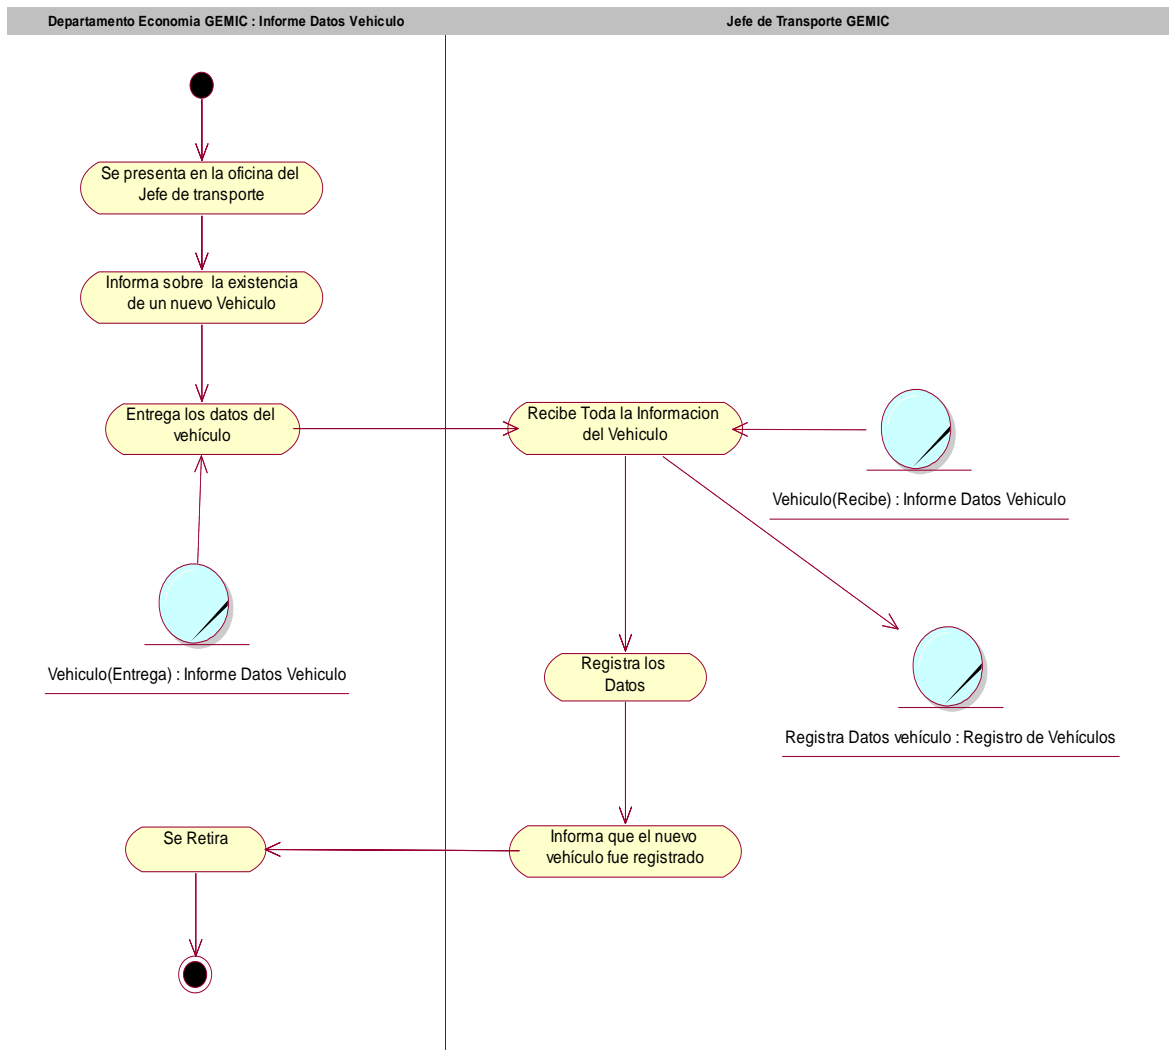 Departamento Economia GEMIC : Informe Datos Vehiculo
Jefe de Transporte GEMIC
Se presenta en la oficina del
Jefe de transporte
Informa sobre  la existencia
de un nuevo Vehiculo
Entrega los datos del
vehículo
Recibe Toda la Informacion
del Vehiculo
Vehiculo(Recibe) : Informe Datos Vehiculo
Vehiculo(Entrega) : Informe Datos Vehiculo
Registra los
Datos
Registra Datos vehículo : Registro de Vehículos
Se Retira
Informa que el nuevo
vehículo fue registrado